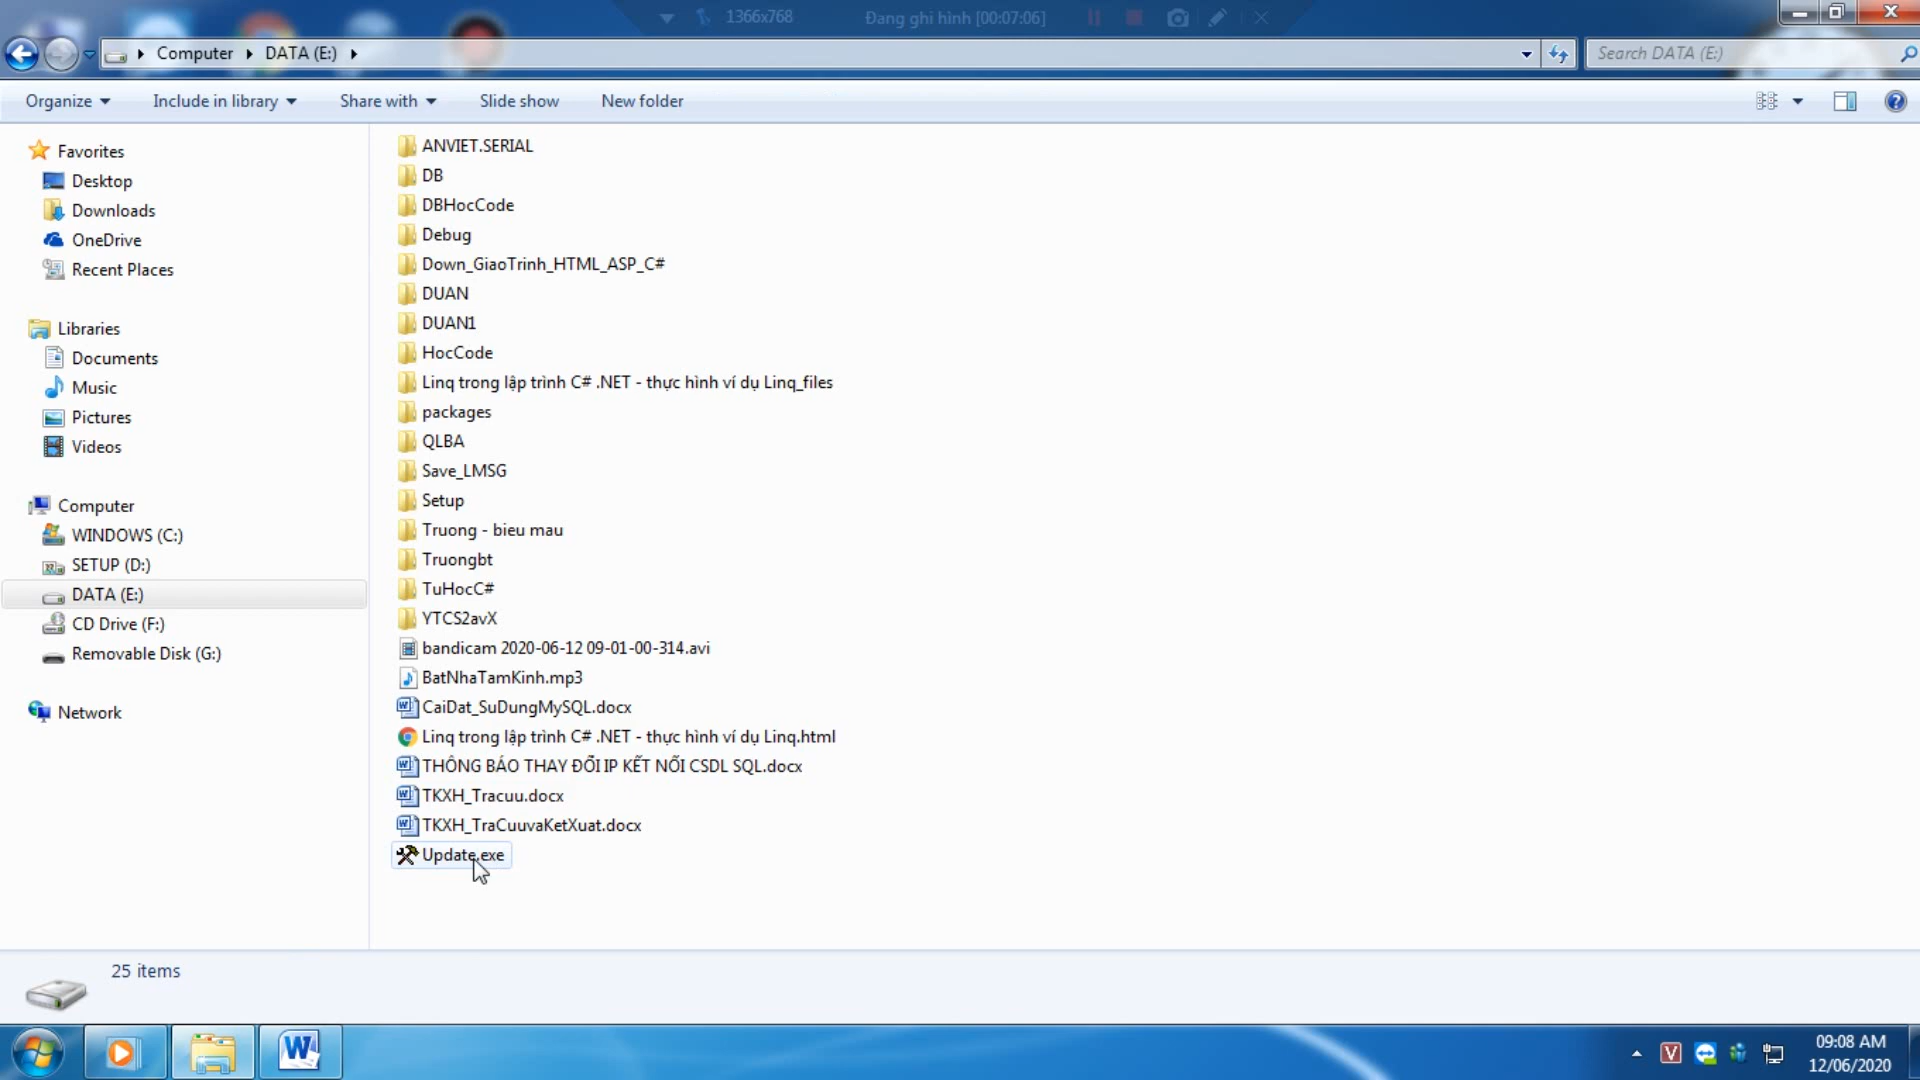 1366x768 Đang ghi hình [00:07:06]
Computer DATA (E:) Search DATA (E:)
Organize Include in library Share with Slide show New folder
Favorites
Desktop
Downloads
OneDrive
Recent Places
Libraries
Documents
Music
Pictures
Videos
Computer
WINDOWS (C:)
SETUP (D:)
DATA (E:)
CD Drive (F:)
Removable Disk (G:)
Network
ANVIET.SERIAL
DB
DBHocCode
Debug
Down_GiaoTrinh_HTML_ASP_C#
DUAN
DUAN1
HocCode
Linq trong lập trình C# .NET - thực hình ví dụ Linq_files
packages
QLBA
Save_LMSG
Setup
Truong - bieu mau
Truongbt
TuHocC#
YTCS2avX
bandicam 2020-06-12 09-01-00-314.avi
BatNhaTamKinh.mp3
CaiDat_SuDungMySQL.docx
Linq trong lập trình C# .NET - thực hình ví dụ Linq.html
THÔNG BÁO THAY ĐỔI IP KẾT NỐI CSDL SQL.docx
TKXH_Tracuu.docx
TKXH_TraCuuvaKetXuat.docx
Update.exe
25 items
09:08 AM
12/06/2020